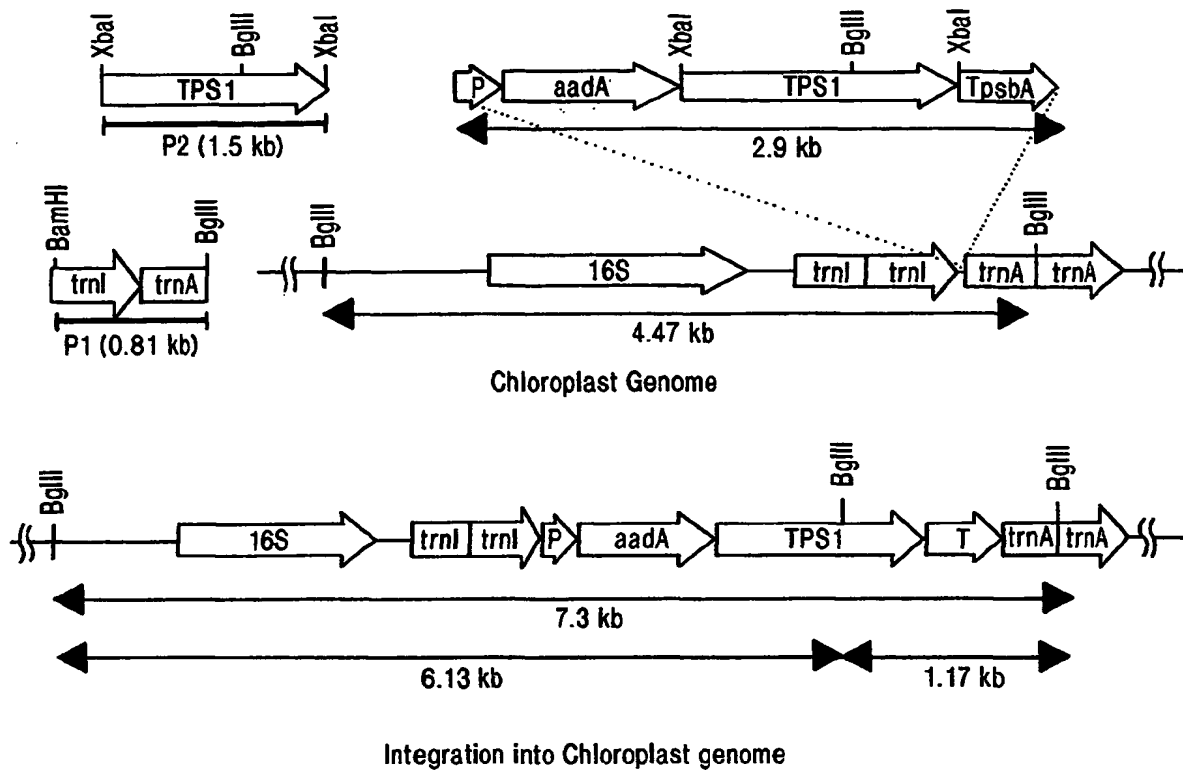 XbaI
BglII
XbaI
TPS1
P2 (1.5 kb)
XbaI
BglII
XbaI
P
aadA
TPS1
TpsbA
2.9 kb
BamHI
BglII
trnI
trnA
P1 (0.81 kb)
BglII
BglII
16S
trnI
trnI
trnA
trnA
4.47 kb
Chloroplast Genome
BglII
BglII
BglII
16S
trnI
trnI
P
aadA
TPS1
T
trnA
trnA
7.3 kb
6.13 kb
1.17 kb
Integration into Chloroplast genome